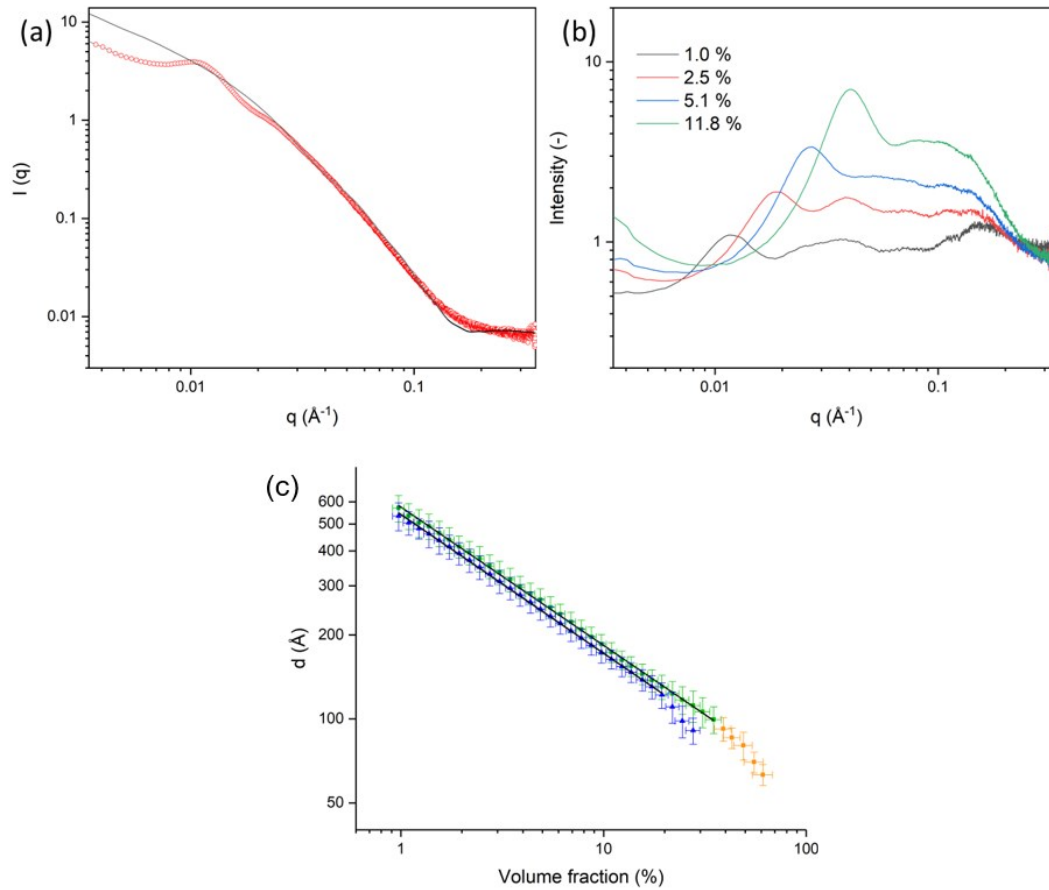 (a)
I (q)
10
1
0.1
0.01
0.01
0.1
q (Å⁻¹)
(b)
Intensity (-)
10
1
1.0 %
2.5 %
5.1 %
11.8 %
0.01
0.1
q (Å⁻¹)
(c)
d (Å)
600
500
400
300
200
100
50
1
10
100
Volume fraction (%)